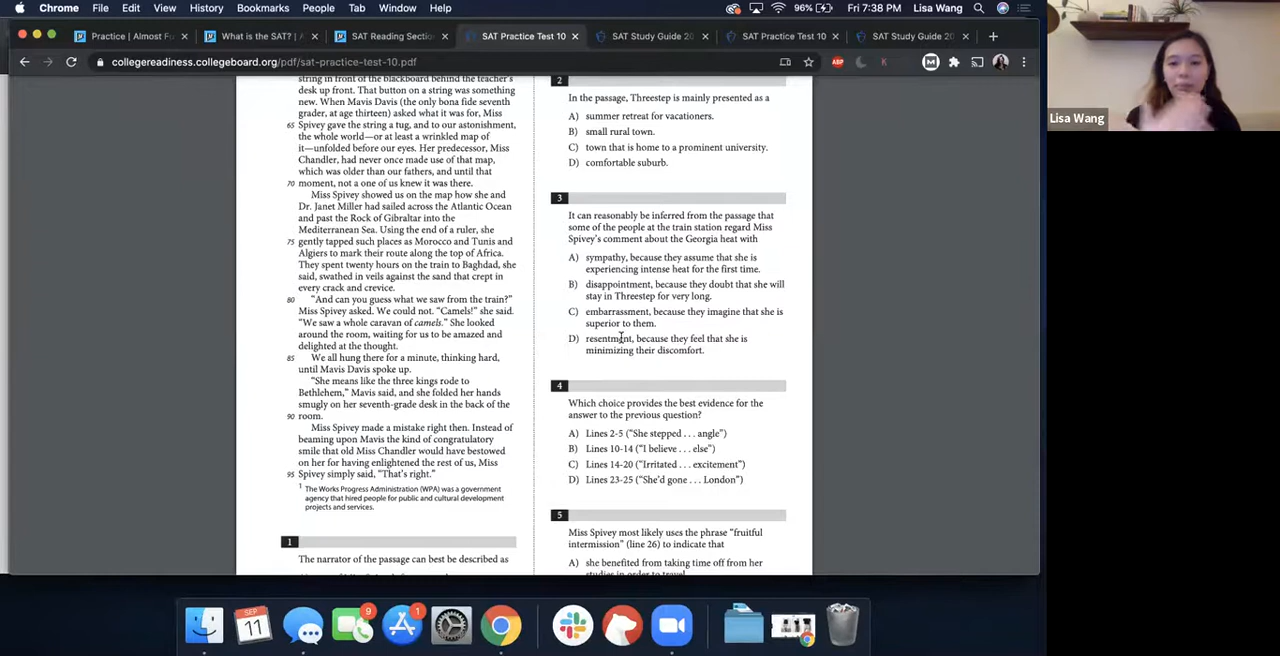 Chrome File Edit View History Bookmarks People Tab Window Help
96% Fri 7:38 PM Lisa Wang
Practice | Almost F
What is the SAT? | A
SAT Reading Sectio
SAT Practice Test 10
SAT Study Guide 20
SAT Practice Test 10
SAT Study Guide 20
collegereadiness.collegeboard.org/pdf/sat-practice-test-10.pdf
ABP
K
M
Lisa Wang
string in front of the blackboard behind the teacher's
desk up front. That button on a string was something
new. When Mavis Davis (the only bona fide seventh
grader, at age thirteen) asked what it was for, Miss
65 Spivey gave the string a tug, and to our astonishment,
the whole world—or at least a wrinkled map of
it—unfolded before our eyes. Her predecessor, Miss
Chandler, had never once made use of that map,
which was older than our fathers, and until that
70 moment, not a one of us knew it was there.
Miss Spivey showed us on the map how she and
Dr. Janet Miller had sailed across the Atlantic Ocean
and past the Rock of Gibraltar into the
Mediterranean Sea. Using the end of a ruler, she
75 gently tapped such places as Morocco and Tunis and
Algiers to mark their route along the top of Africa.
They spent twenty hours on the train to Baghdad, she
said, swathed in veils against the sand that crept in
every crack and crevice.
80 “And can you guess what we saw from the train?”
Miss Spivey asked. We could not. “Camels!” she said.
“We saw a whole caravan of camels.” She looked
around the room, waiting for us to be amazed and
delighted at the thought.
85 We all hung there for a minute, thinking hard,
until Mavis Davis spoke up.
“She means like the three kings rode to
Bethlehem,” Mavis said, and she folded her hands
smugly on her seventh-grade desk in the back of the
90 room.
Miss Spivey made a mistake right then. Instead of
beaming upon Mavis the kind of congratulatory
smile that old Miss Chandler would have bestowed
on her for having enlightened the rest of us, Miss
95 Spivey simply said, “That's right.”
1 The Works Progress Administration (WPA) was a government
agency that hired people for public and cultural development
projects and services.
1
The narrator of the passage can best be described as
2
In the passage, Threestep is mainly presented as a
A) summer retreat for vacationers.
B) small rural town.
C) town that is home to a prominent university.
D) comfortable suburb.
3
It can reasonably be inferred from the passage that
some of the people at the train station regard Miss
Spivey's comment about the Georgia heat with
A) sympathy, because they assume that she is
experiencing intense heat for the first time.
B) disappointment, because they doubt that she will
stay in Threestep for very long.
C) embarrassment, because they imagine that she is
superior to them.
D) resentment, because they feel that she is
minimizing their discomfort.
4
Which choice provides the best evidence for the
answer to the previous question?
A) Lines 2-5 (“She stepped . . . angle”)
B) Lines 10-14 (“I believe . . . else”)
C) Lines 14-20 (“Irritated . . . excitement”)
D) Lines 23-25 (“She'd gone . . . London”)
5
Miss Spivey most likely uses the phrase “fruitful
intermission” (line 26) to indicate that
A) she benefited from taking time off from her
studies in order to travel.
SEP
11
9
1